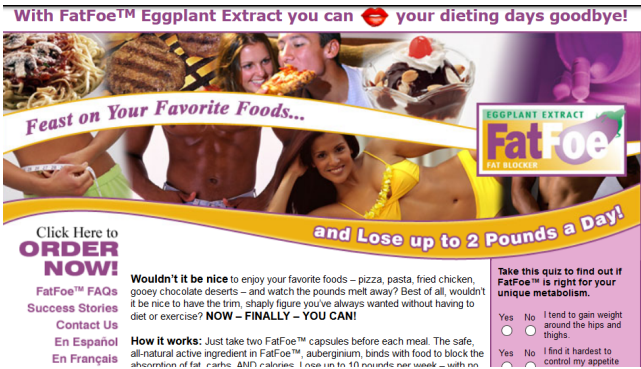 With FatFoe™ Eggplant Extract you can your dieting days goodbye!
Feast on Your Favorite Foods...
EGGPLANT EXTRACT
FatFoe
FAT BLOCKER
and Lose up to 2 Pounds a Day!
Click Here to
ORDER
NOW!
FatFoe™ FAQs
Success Stories
Contact Us
En Español
En Français
Wouldn't it be nice to enjoy your favorite foods – pizza, pasta, fried chicken,
gooey chocolate deserts – and watch the pounds melt away? Best of all, wouldn't
it be nice to have the trim, shaply figure you've always wanted without having to
diet or exercise? NOW – FINALLY – YOU CAN!
How it works: Just take two FatFoe™ capsules before each meal. The safe,
all-natural active ingredient in FatFoe™, auberginium, binds with food to block the
absorption of fat, carbs, AND calories. Lose up to 10 pounds per week – with no
Take this quiz to find out if
FatFoe™ is right for your
unique metabolism.
Yes No I tend to gain weight
around the hips and
thighs.
Yes No I find it hardest to
control my appetite